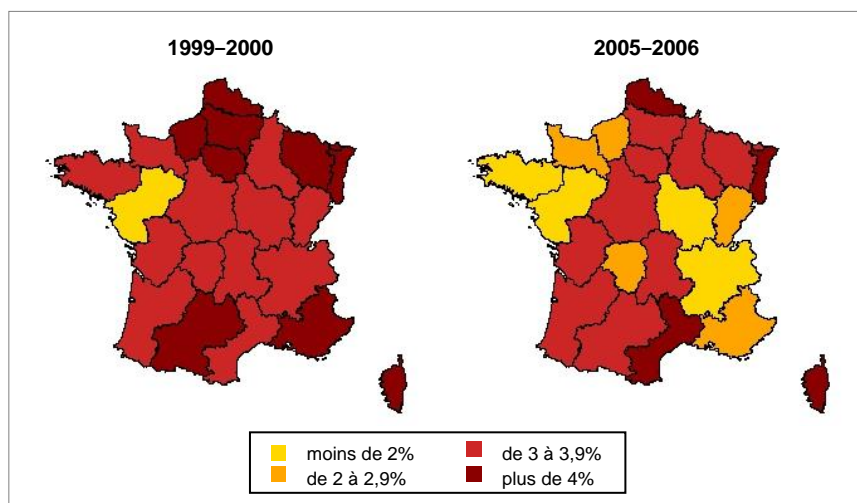 1999–2000
2005–2006
moins de 2%
de 3 à 3,9%
de 2 à 2,9%
plus de 4%